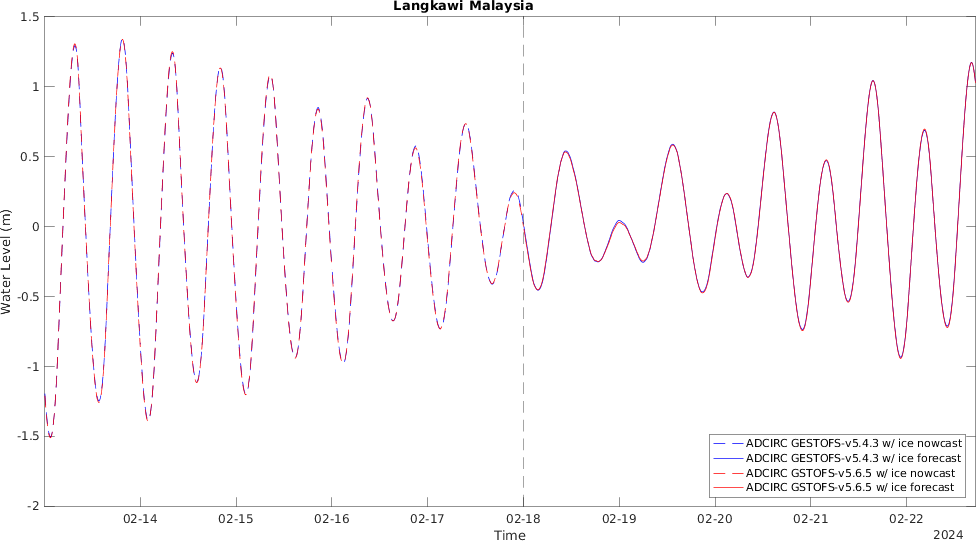 Langkawi Malaysia
1.5
1
0.5
0
-0.5
-1
-1.5
-2
Water Level (m)
ADCIRC GESTOFS-v5.4.3 w/ ice nowcast
ADCIRC GESTOFS-v5.4.3 w/ ice forecast
ADCIRC GSTOFS-v5.6.5 w/ ice nowcast
ADCIRC GSTOFS-v5.6.5 w/ ice forecast
02-14 02-15 02-16 02-17 02-18 02-19 02-20 02-21 02-22
Time
2024